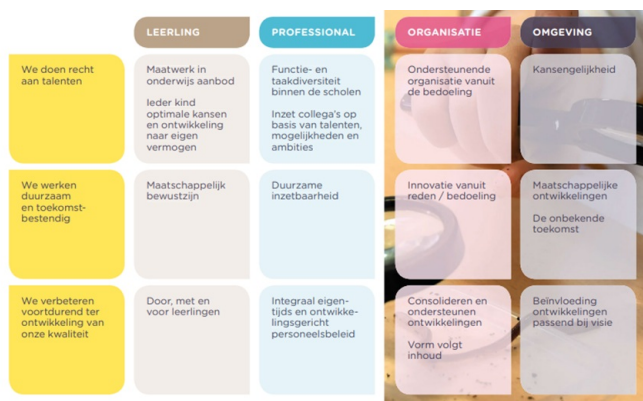 LEERLING
PROFESSIONAL
ORGANISATIE
OMGEVING
We doen recht
aan talenten
Maatwerk in
onderwijs aanbod
Ieder kind
optimale kansen
en ontwikkeling
naar eigen
vermogen
Functie- en
taakdiversiteit
binnen de scholen
Inzet collega's op
basis van talenten,
mogelijkheden en
ambities
Ondersteunende
organisatie vanuit
de bedoeling
Kansengelijkheid
We werken
duurzaam
en toekomst-
bestendig
Maatschappelijk
bewustzijn
Duurzame
inzetbaarheid
Innovatie vanuit
reden / bedoeling
Maatschappelijke
ontwikkelingen
De onbekende
toekomst
We verbeteren
voortdurend ter
ontwikkeling van
onze kwaliteit
Door, met en
voor leerlingen
Integraal eigen-
tijds en ontwikke-
lingsgericht
personeelsbeleid
Consolideren en
ondersteunen
ontwikkelingen
Vorm volgt
inhoud
Beïnvloeding
ontwikkelingen
passend bij visie